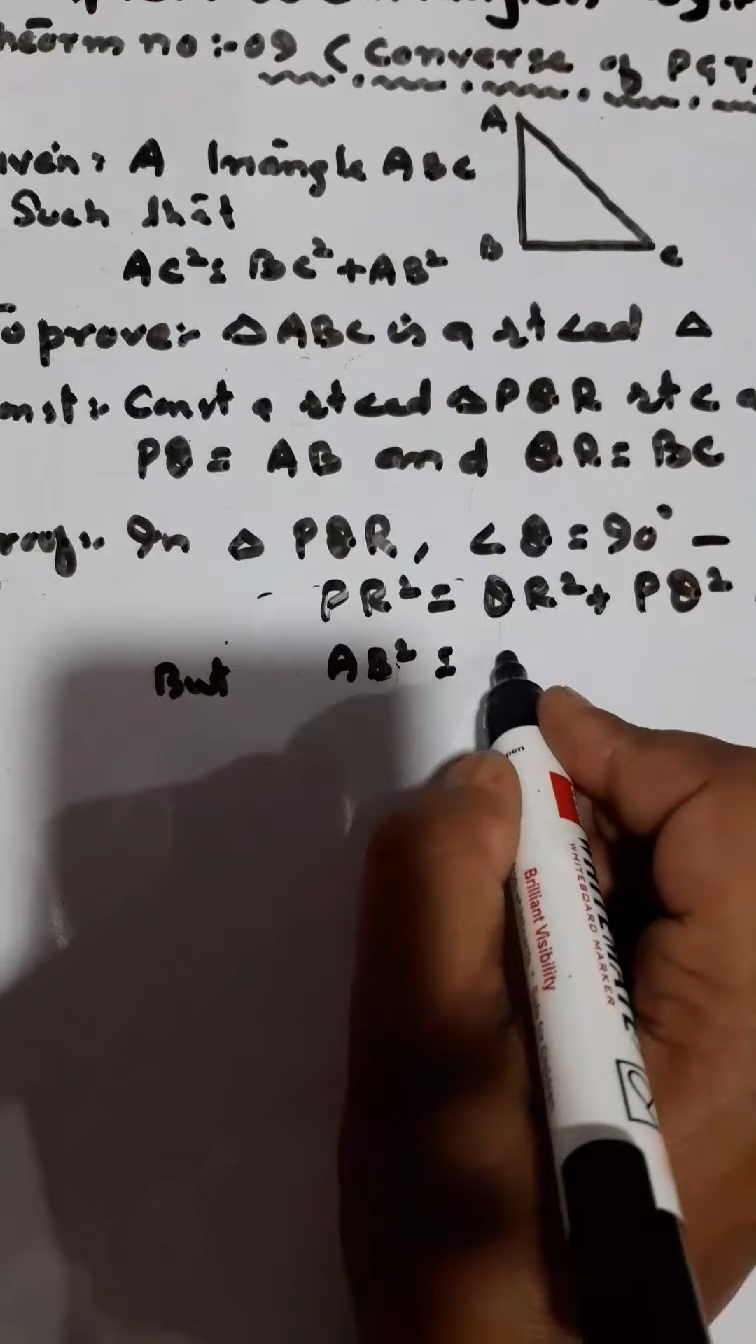 Theorm no :- 09 ( Converse of PGT
A
Given: A triangle ABC
Such that
B
C
AC²= BC²+AB²
To prove:- △ABC is a rt ∠ed △
Const:- Const a rt ∠ed △PQR rt ∠
PQ = AB and QR = BC
Proof:- In △ PQR, ∠Q = 90° -
PR² = QR² + PQ²
But AB² =
pen
WHITEBOARD MARKER
Brilliant Visibility